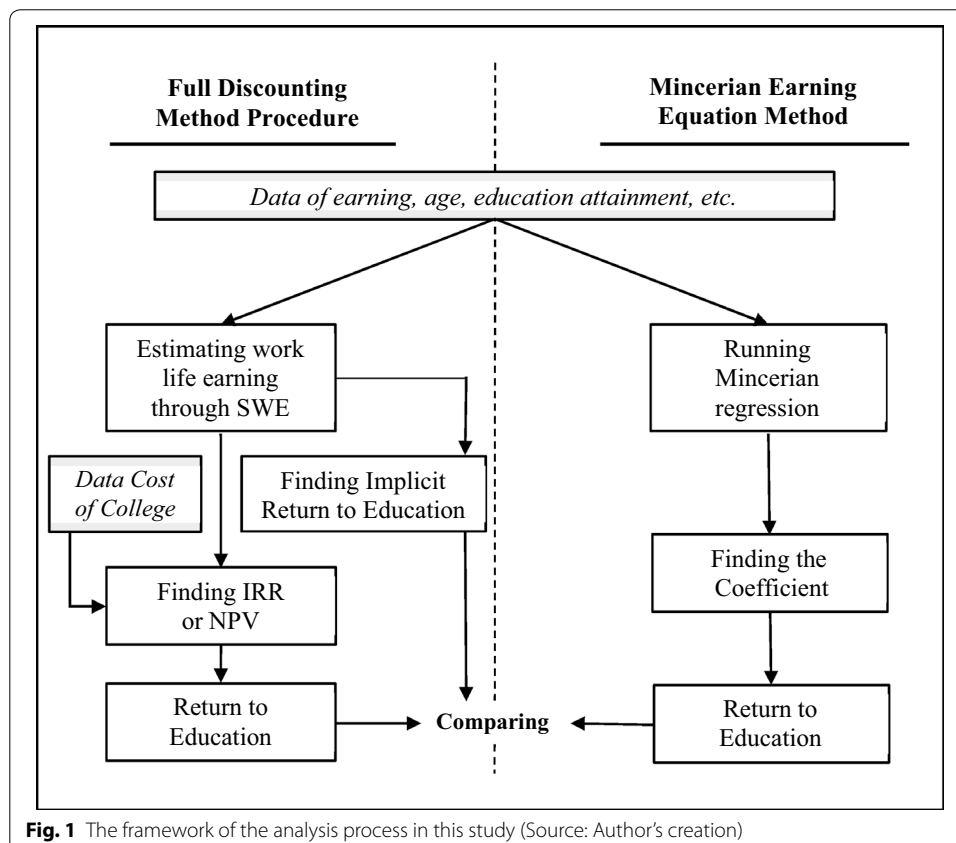 Full Discounting
Method Procedure
Mincerian Earning
Equation Method
Data of earning, age, education attainment, etc.
Estimating work
life earning
through SWE
Running
Mincerian
regression
Data Cost
of College
Finding Implicit
Return to Education
Finding IRR
or NPV
Finding the
Coefficient
Return to
Education
Comparing
Return to
Education
Fig. 1 The framework of the analysis process in this study (Source: Author's creation)